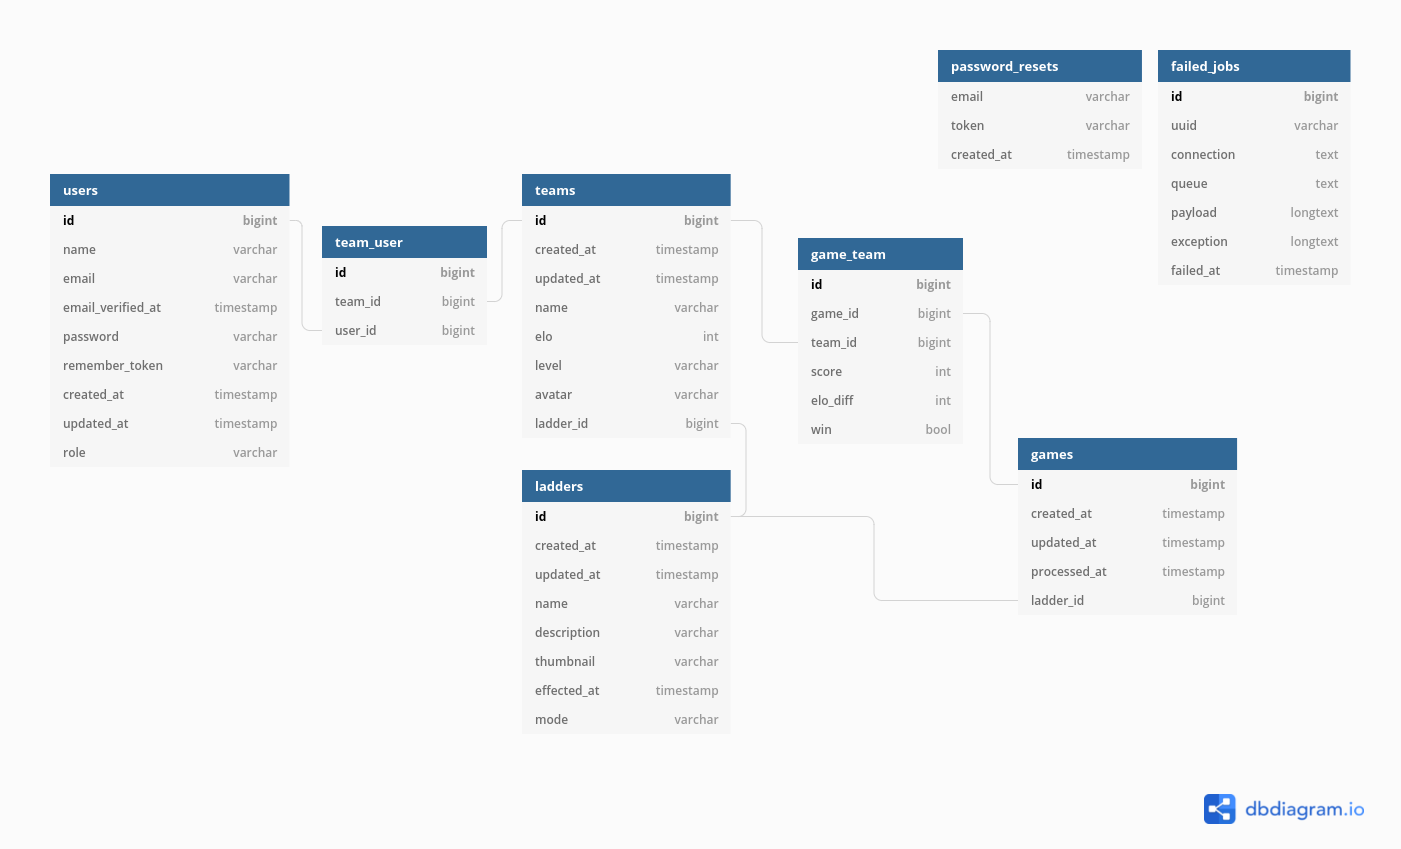 password_resets
email varchar
token varchar
created_at timestamp
failed_jobs
id bigint
uuid varchar
connection text
queue text
payload longtext
exception longtext
failed_at timestamp
users
id bigint
name varchar
email varchar
email_verified_at timestamp
password varchar
remember_token varchar
created_at timestamp
updated_at timestamp
role varchar
team_user
id bigint
team_id bigint
user_id bigint
teams
id bigint
created_at timestamp
updated_at timestamp
name varchar
elo int
level varchar
avatar varchar
ladder_id bigint
ladders
id bigint
created_at timestamp
updated_at timestamp
name varchar
description varchar
thumbnail varchar
effected_at timestamp
mode varchar
game_team
id bigint
game_id bigint
team_id bigint
score int
elo_diff int
win bool
games
id bigint
created_at timestamp
updated_at timestamp
processed_at timestamp
ladder_id bigint
dbdiagram.io